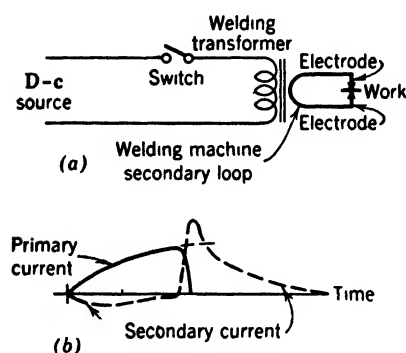 Welding
transformer
Electrode
D-c
source
Switch
Work
Electrode
Welding machine
secondary loop
(a)
Primary
current
Time
Secondary current
(b)